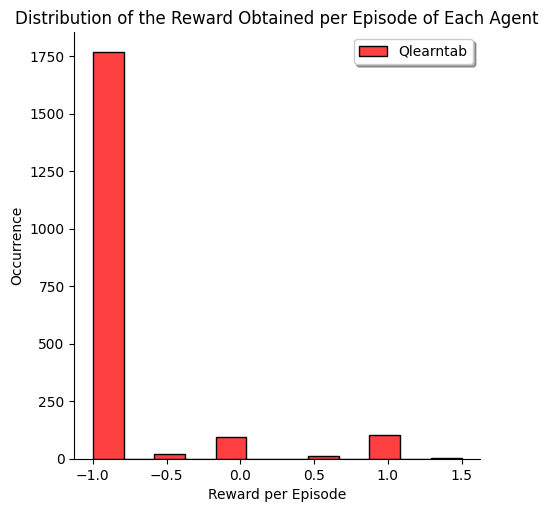 Distribution of the Reward Obtained per Episode of Each Agent
Qlearntab
1750
1500
1250
1000
750
500
250
0
Occurrence
−1.0 −0.5 0.0 0.5 1.0 1.5
Reward per Episode